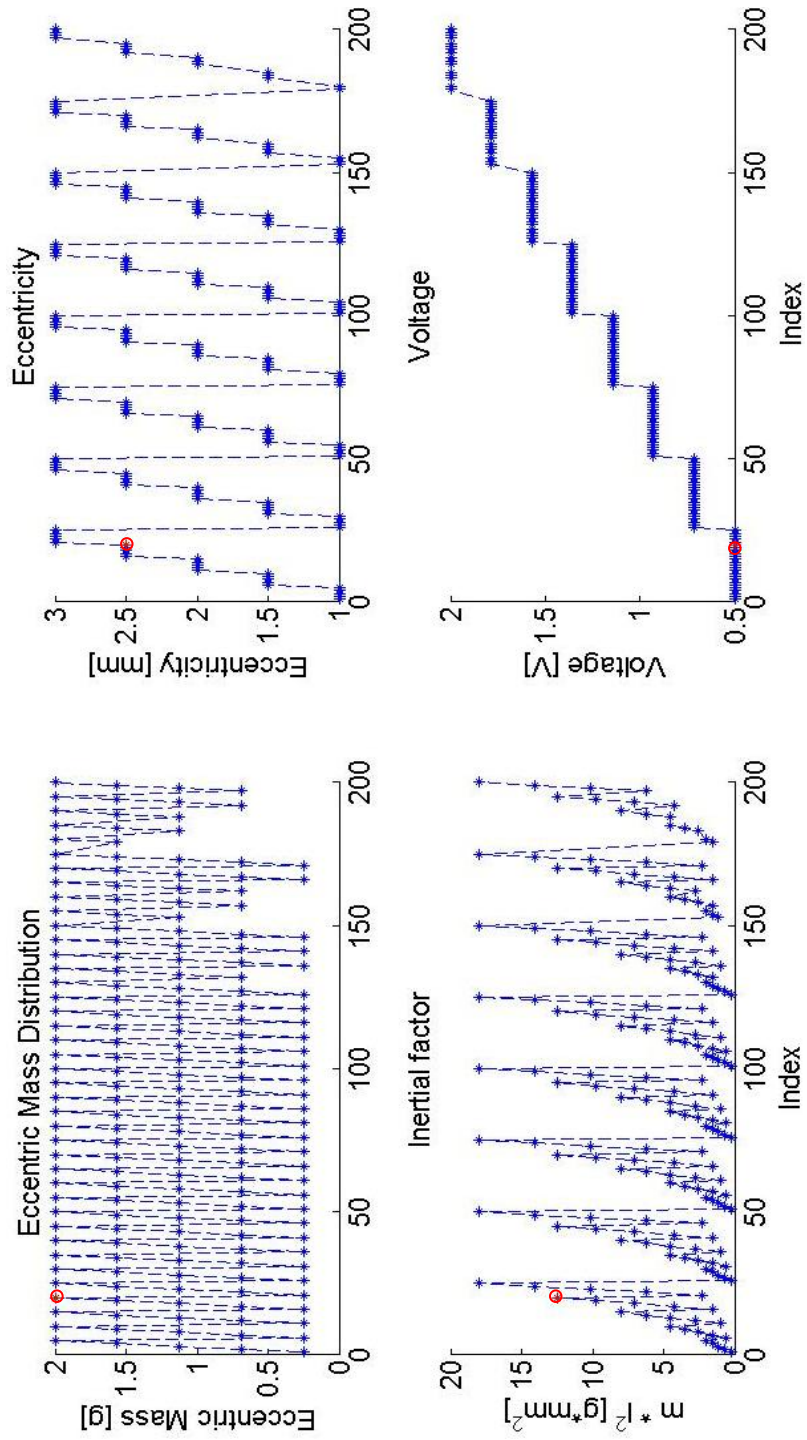 Eccentric Mass Distribution
Eccentric Mass [g]
2
1.5
1
0.5
0
0 50 100 150 200
Eccentricity
Eccentricity [mm]
3
2.5
2
1.5
1
0 50 100 150 200
Inertial factor
m * l^2 [g*mm^2]
20
15
10
5
0
0 50 100 150 200
Index
Voltage
Voltage [V]
2
1.5
1
0.5
0 50 100 150 200
Index